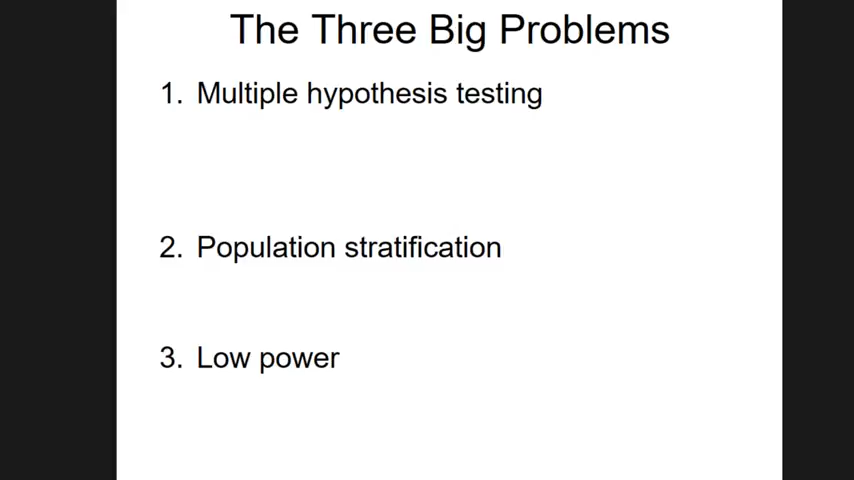 The Three Big Problems
1. Multiple hypothesis testing
2. Population stratification
3. Low power